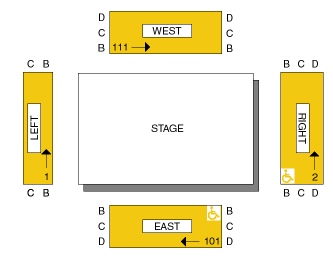 D D
C WEST C
B 111 B
C B B C D
LEFT STAGE RIGHT
1 2
C B B C D
B B
C EAST C
D 101 D